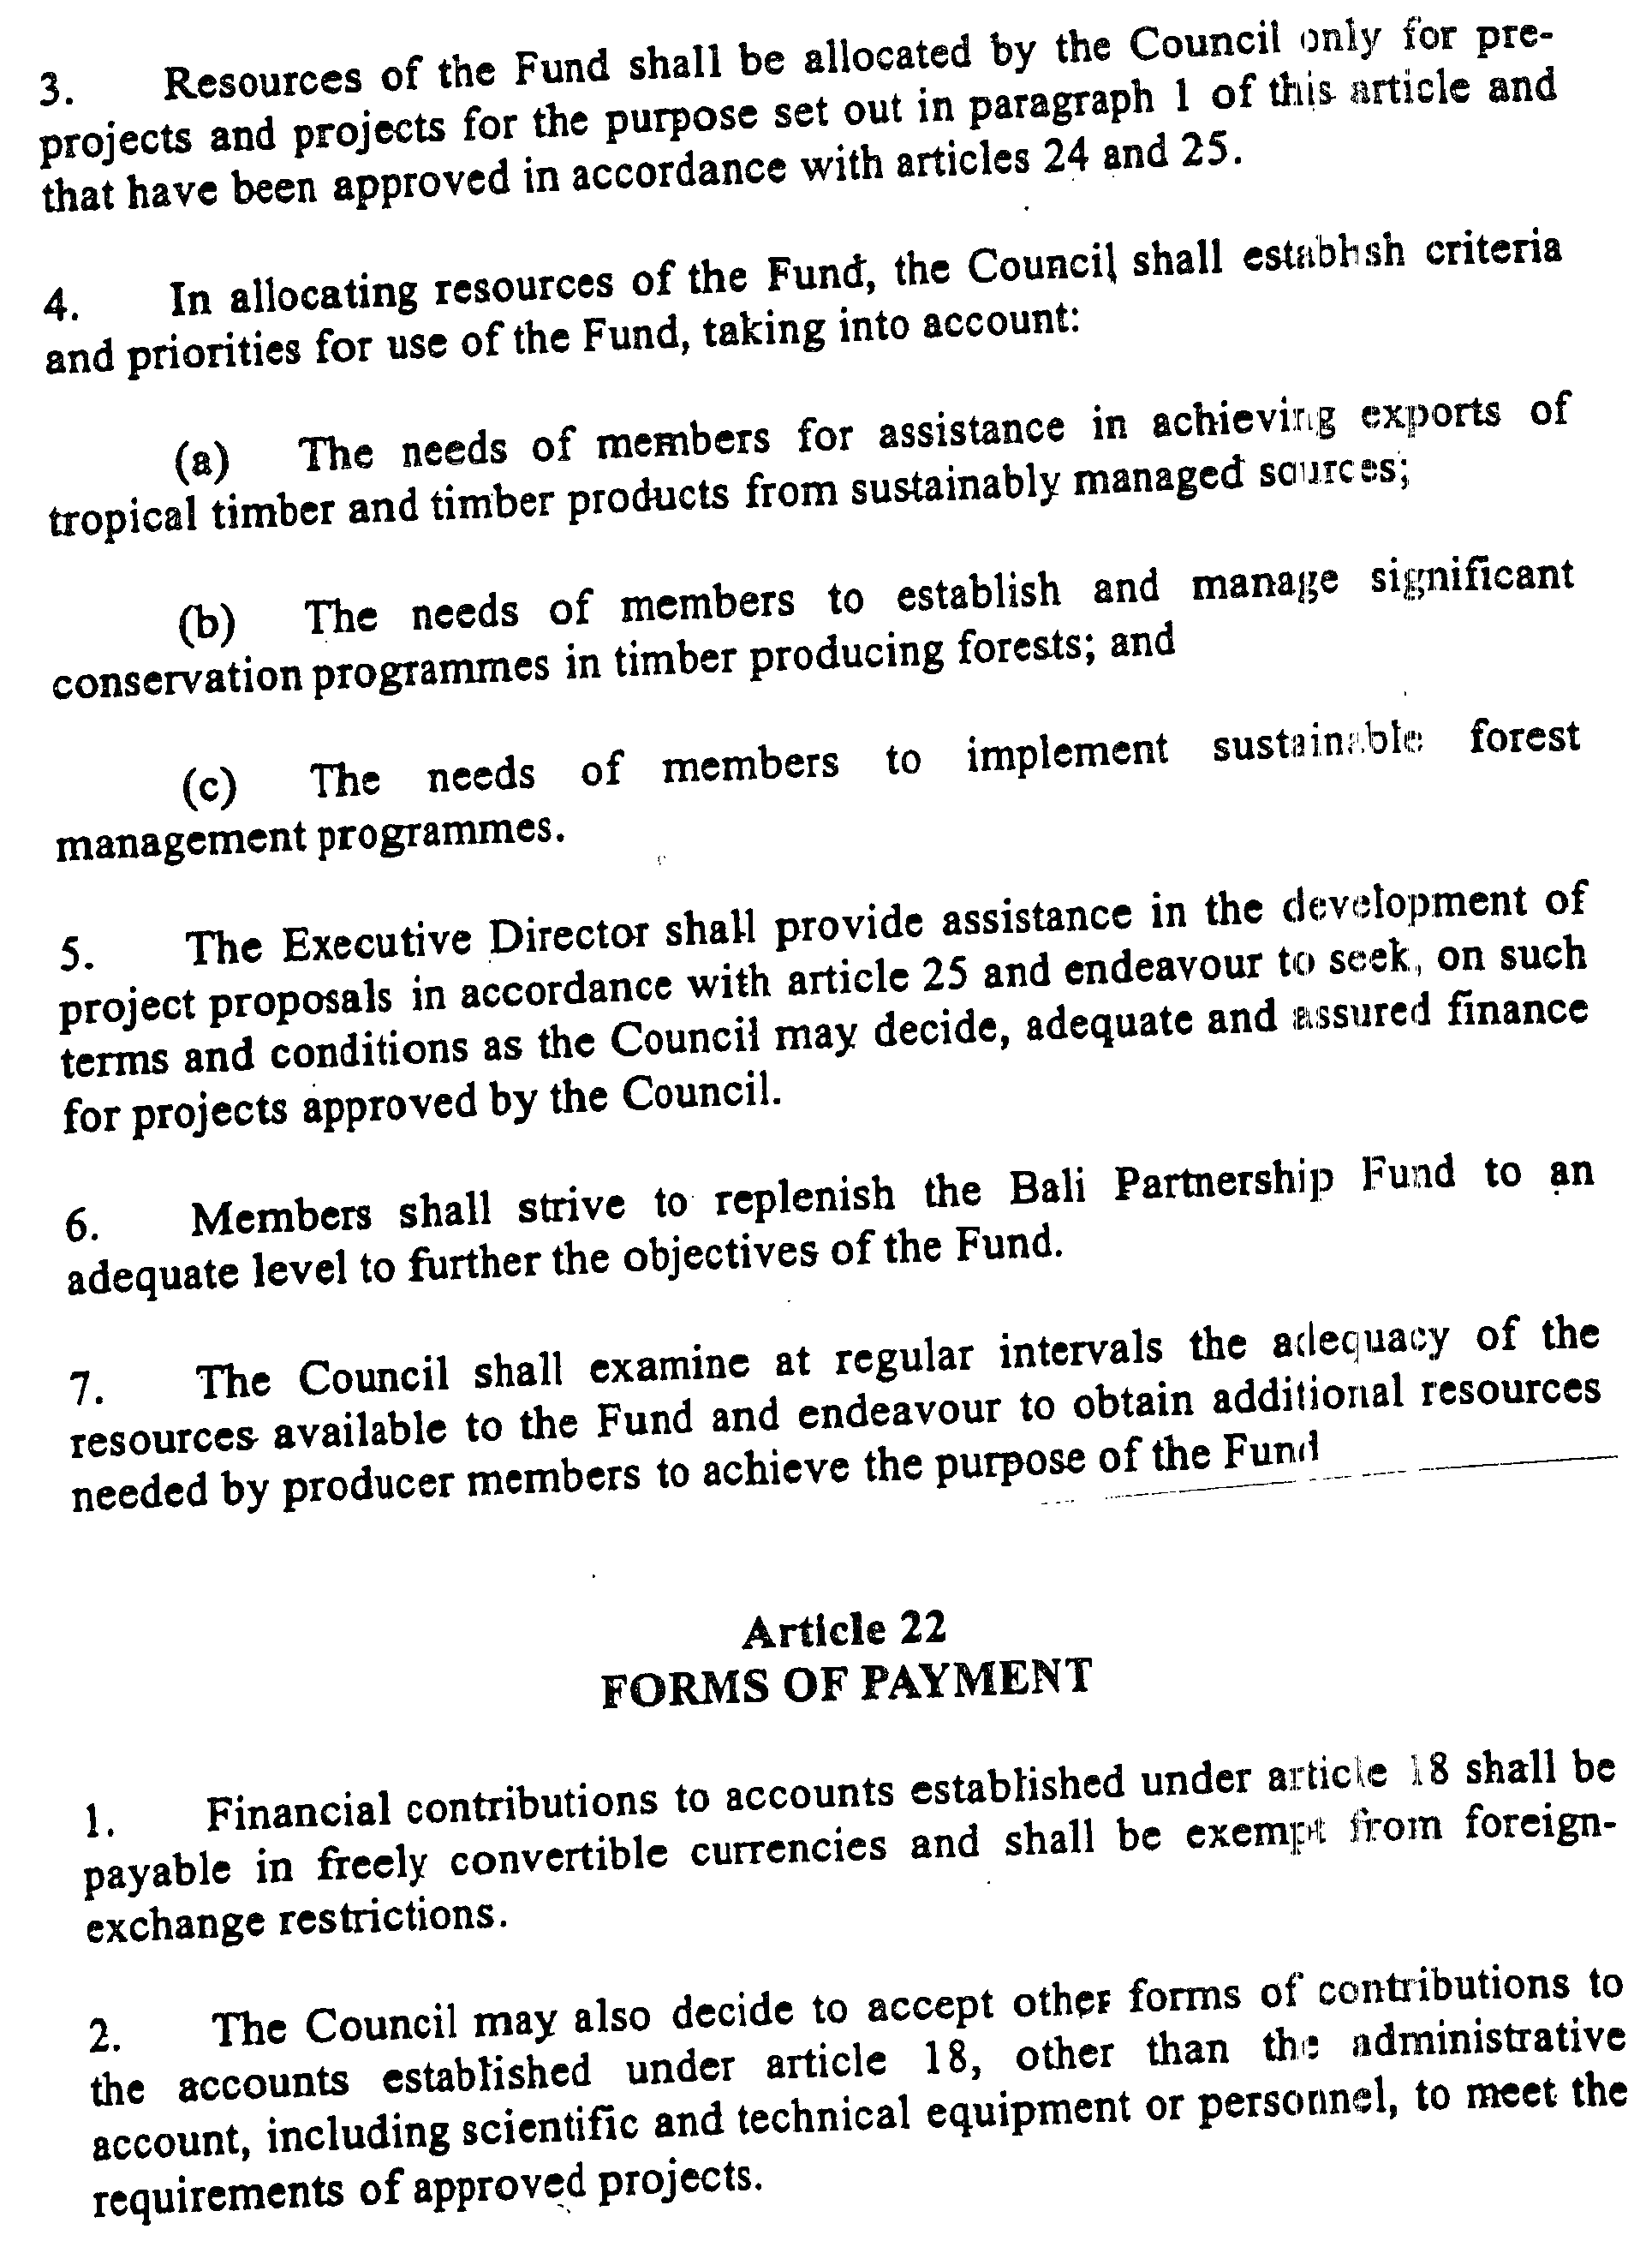 3. Resources of the Fund shall be allocated by the Council only for pre-
projects and projects for the purpose set out in paragraph 1 of this article and
that have been approved in accordance with articles 24 and 25.
4. In allocating resources of the Fund, the Council shall establish criteria
and priorities for use of the Fund, taking into account:
(a) The needs of members for assistance in achieving exports of
tropical timber and timber products from sustainably managed sources;
(b) The needs of members to establish and manage significant
conservation programmes in timber producing forests; and
(c) The needs of members to implement sustainable forest
management programmes.
5. The Executive Director shall provide assistance in the development of
project proposals in accordance with article 25 and endeavour to seek, on such
terms and conditions as the Council may decide, adequate and assured finance
for projects approved by the Council.
6. Members shall strive to replenish the Bali Partnership Fund to an
adequate level to further the objectives of the Fund.
7. The Council shall examine at regular intervals the adequacy of the
resources available to the Fund and endeavour to obtain additional resources
needed by producer members to achieve the purpose of the Fund
Article 22
FORMS OF PAYMENT
1. Financial contributions to accounts established under article 18 shall be
payable in freely convertible currencies and shall be exempt from foreign-
exchange restrictions.
2. The Council may also decide to accept other forms of contributions to
the accounts established under article 18, other than the administrative
account, including scientific and technical equipment or personnel, to meet the
requirements of approved projects.